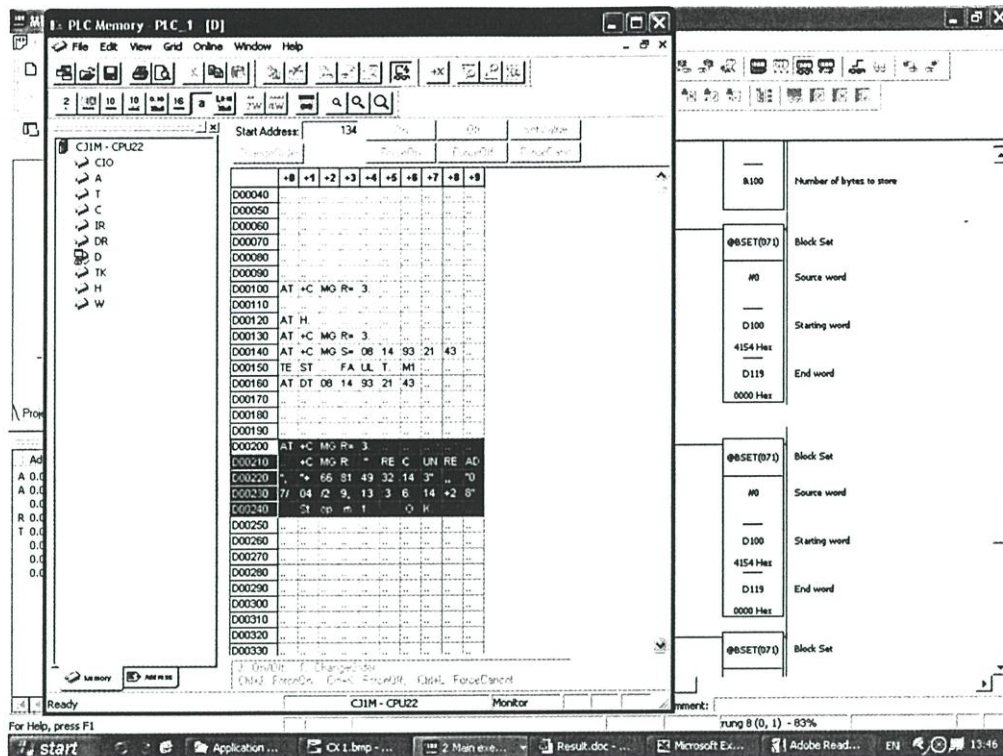 PLC Memory - PLC_1 [D]
File Edit View Grid Online Window Help
Start Address: 134
CJ1M - CPU22
CIO
A
T
C
IR
DR
D
TK
H
W
+0 +1 +2 +3 +4 +5 +6 +7 +8 +9
D00040
D00050
D00060
D00070
D00080
D00090
D00100 AT +C MG R= 3.
D00110
D00120 AT H.
D00130 AT +C MG R= 3.
D00140 AT +C MG S= 08 14 93 21 43
D00150 TE ST .. FA UL T. M1
D00160 AT DT 08 14 93 21 43
D00170
D00180
D00190
D00200 AT +C MG R= 3.
D00210 +C MG R " RE C UN RE AD
D00220 ", "+ 66 81 49 32 14 3" ,, "0
D00230 7/ 04 /2 9, 13 3 6 14 +2 8"
D00240 St op m 1 O K
D00250
D00260
D00270
D00280
D00290
D00300
D00310
D00320
D00330
Memory Address
Ready CJ1M - CPU22 Monitor
&100 Number of bytes to store
@BSET(071) Block Set
#0 Source word
D100 Starting word
4154 Hex
D119 End word
0000 Hex
@BSET(071) Block Set
#0 Source word
D100 Starting word
4154 Hex
D119 End word
0000 Hex
@BSET(071) Block Set
For Help, press F1 rung 8 (0, 1) - 83%
start Application ... CX 1.bmp - ... 2 Main exe... Result.doc - ... Microsoft Ex... Adobe Read... EN 13:48